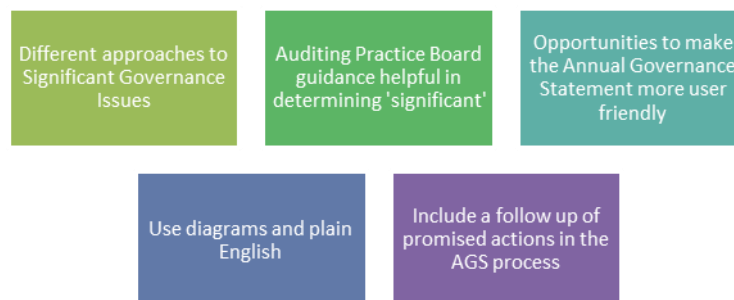 Different approaches to
Significant Governance
Issues
Auditing Practice Board
guidance helpful in
determining 'significant'
Opportunities to make
the Annual Governance
Statement more user
friendly
Use diagrams and plain
English
Include a follow up of
promised actions in the
AGS process